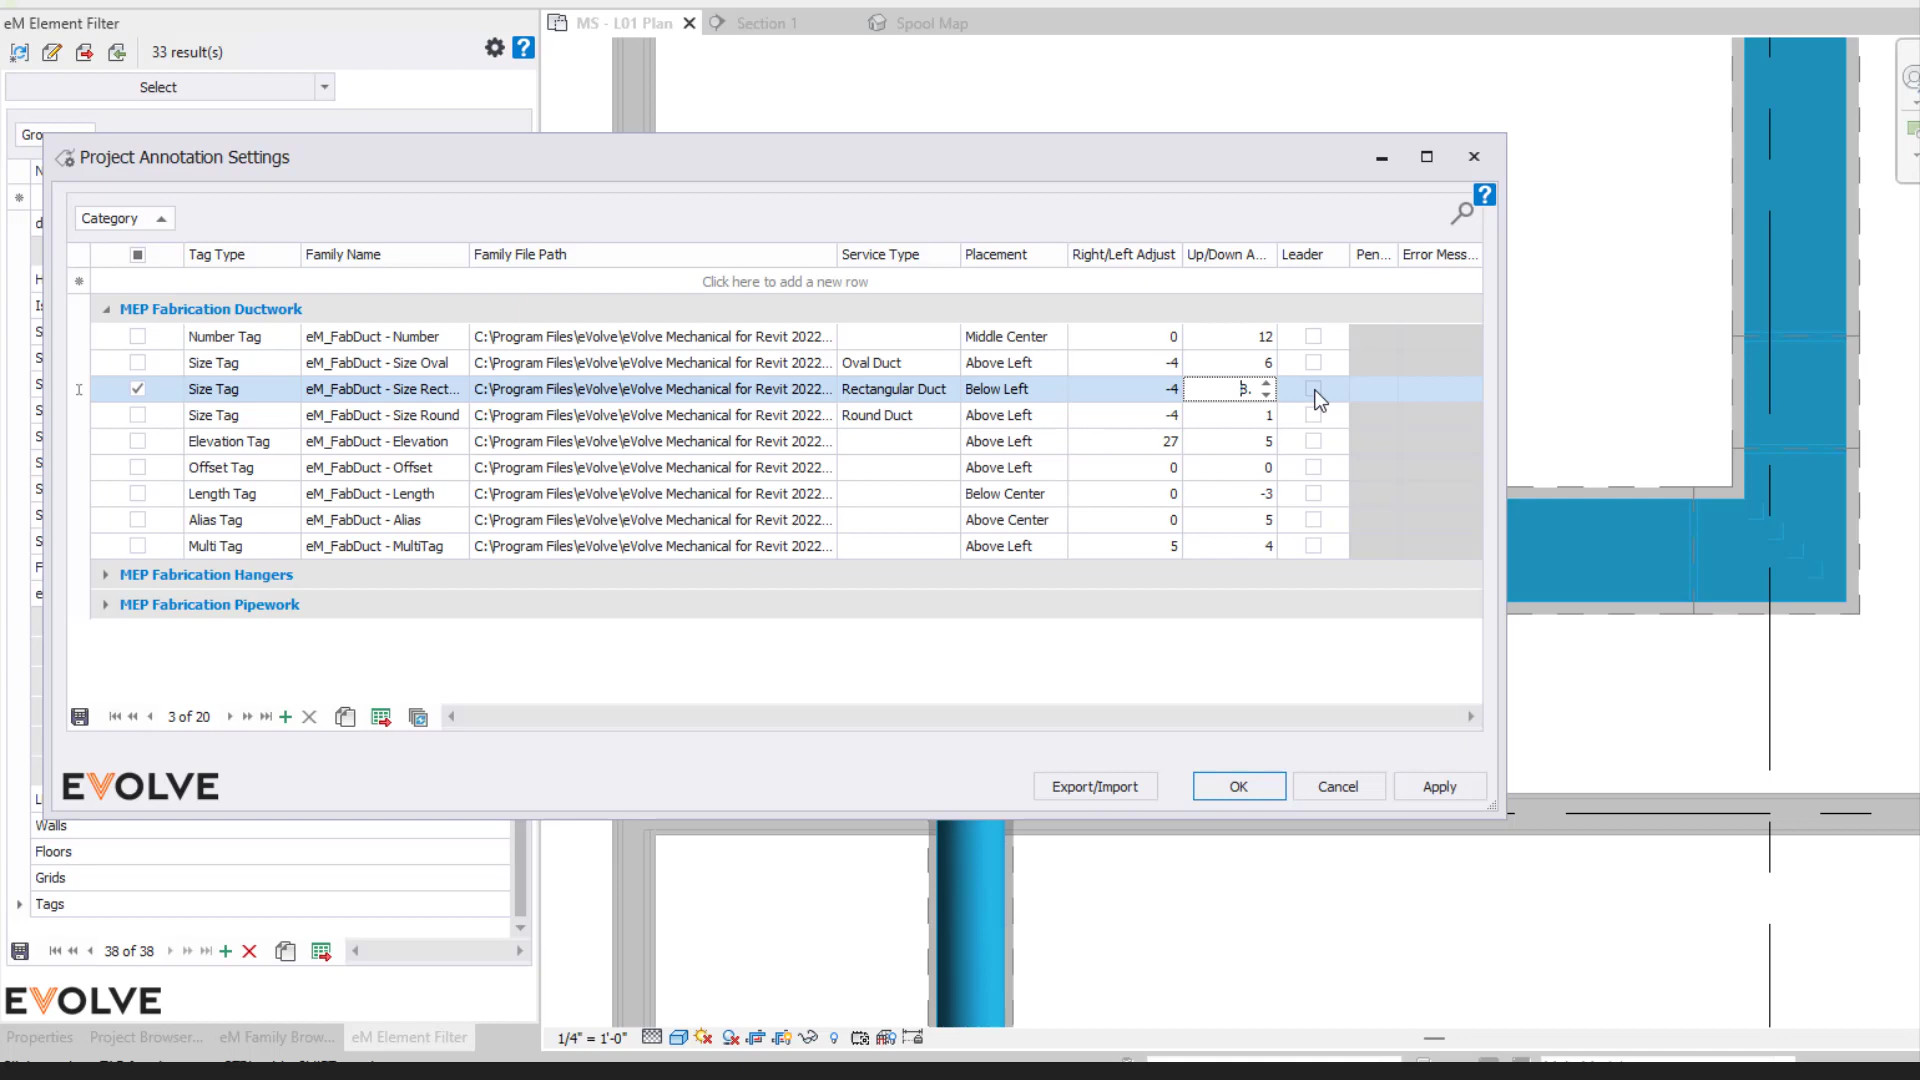 eM Element Filter
MS - L01 Plan
Section 1
Spool Map
33 result(s)
Select
Gro
Project Annotation Settings
Category
Tag Type Family Name Family File Path Service Type Placement Right/Left Adjust Up/Down A... Leader Pen... Error Mess...
Click here to add a new row
MEP Fabrication Ductwork
Number Tag eM_FabDuct - Number C:\Program Files\eVolve\eVolve Mechanical for Revit 2022... Middle Center 0 12
Size Tag eM_FabDuct - Size Oval C:\Program Files\eVolve\eVolve Mechanical for Revit 2022... Oval Duct Above Left -4 6
Size Tag eM_FabDuct - Size Rect... C:\Program Files\eVolve\eVolve Mechanical for Revit 2022... Rectangular Duct Below Left -4 3.
Size Tag eM_FabDuct - Size Round C:\Program Files\eVolve\eVolve Mechanical for Revit 2022... Round Duct Above Left -4 1
Elevation Tag eM_FabDuct - Elevation C:\Program Files\eVolve\eVolve Mechanical for Revit 2022... Above Left 27 5
Offset Tag eM_FabDuct - Offset C:\Program Files\eVolve\eVolve Mechanical for Revit 2022... Above Left 0 0
Length Tag eM_FabDuct - Length C:\Program Files\eVolve\eVolve Mechanical for Revit 2022... Below Center 0 -3
Alias Tag eM_FabDuct - Alias C:\Program Files\eVolve\eVolve Mechanical for Revit 2022... Above Center 0 5
Multi Tag eM_FabDuct - MultiTag C:\Program Files\eVolve\eVolve Mechanical for Revit 2022... Above Left 5 4
MEP Fabrication Hangers
MEP Fabrication Pipework
3 of 20
EVOLVE
Export/Import OK Cancel Apply
Walls
Floors
Grids
Tags
38 of 38
EVOLVE
Properties Project Browser... eM Family Brow... eM Element Filter
1/4" = 1'-0"